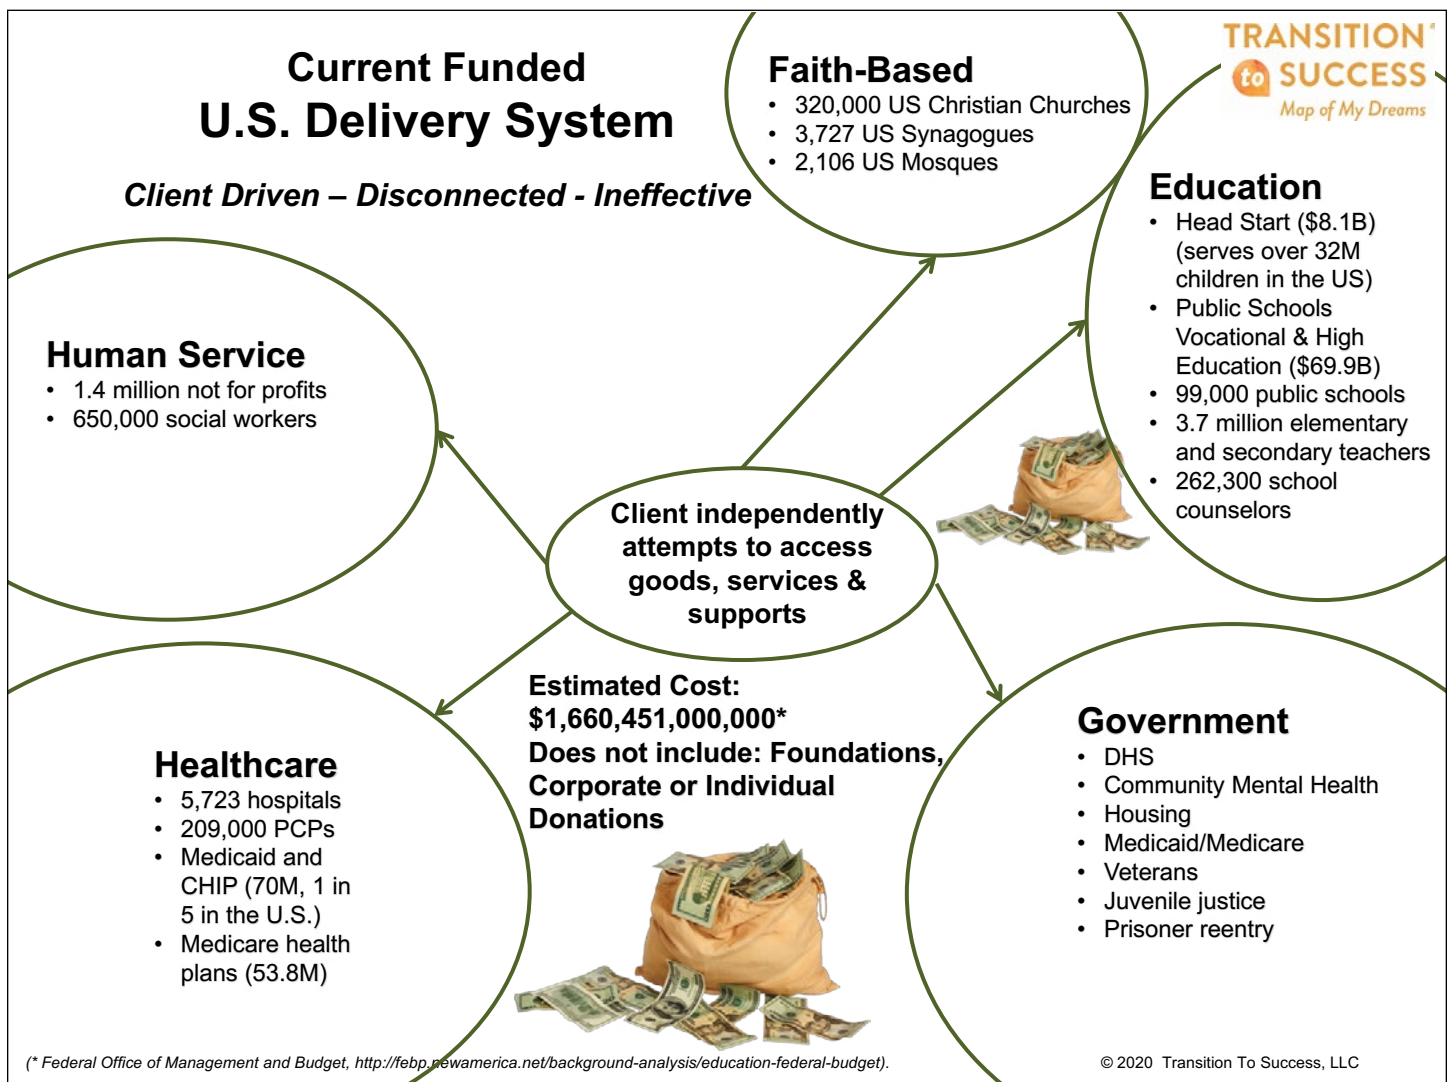 Current Funded
U.S. Delivery System
Client Driven – Disconnected - Ineffective
Faith-Based
• 320,000 US Christian Churches
• 3,727 US Synagogues
• 2,106 US Mosques
TRANSITION
to SUCCESS
Map of My Dreams
Education
• Head Start ($8.1B)
(serves over 32M
children in the US)
• Public Schools
Vocational & High
Education ($69.9B)
• 99,000 public schools
• 3.7 million elementary
and secondary teachers
• 262,300 school
counselors
Human Service
• 1.4 million not for profits
• 650,000 social workers
Client independently
attempts to access
goods, services &
supports
Estimated Cost:
$1,660,451,000,000*
Does not include: Foundations,
Corporate or Individual
Donations
Healthcare
• 5,723 hospitals
• 209,000 PCPs
• Medicaid and
CHIP (70M, 1 in
5 in the U.S.)
• Medicare health
plans (53.8M)
Government
• DHS
• Community Mental Health
• Housing
• Medicaid/Medicare
• Veterans
• Juvenile justice
• Prisoner reentry
(* Federal Office of Management and Budget, http://febp.newamerica.net/background-analysis/education-federal-budget).
© 2020 Transition To Success, LLC